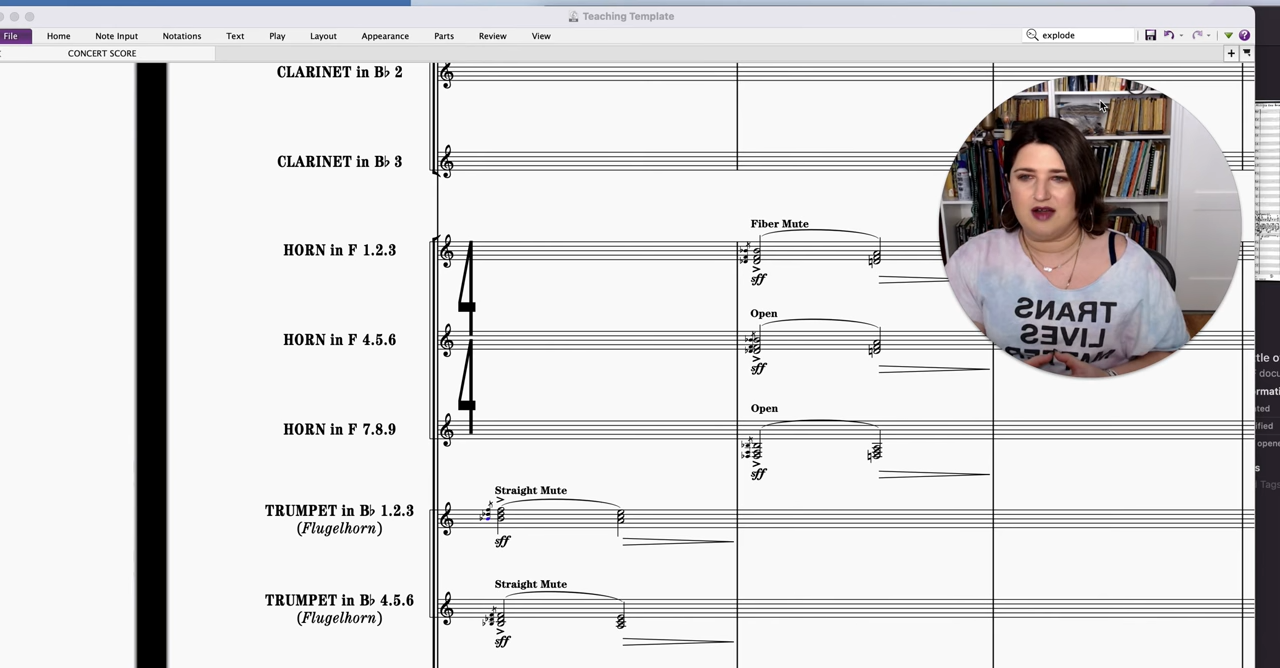 Teaching Template
File Home Note Input Notations Text Play Layout Appearance Parts Review View explode
CONCERT SCORE
CLARINET in B♭ 2
CLARINET in B♭ 3
Fiber Mute
HORN in F 1.2.3
sff
Open
HORN in F 4.5.6
sff
Open
HORN in F 7.8.9
sff
Straight Mute
TRUMPET in B♭ 1.2.3
(Flugelhorn)
sff
Straight Mute
TRUMPET in B♭ 4.5.6
(Flugelhorn)
sff
44
TRANS
LIVES